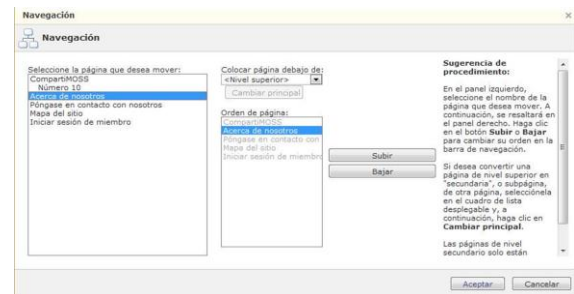 Navegación
Navegación
Seleccione la página que desea mover:
CompartiMOSS
Número 10
Acerca de nosotros
Póngase en contacto con nosotros
Mapa del sitio
Iniciar sesión de miembro
Colocar página debajo de:
<Nivel superior>
Cambiar principal
Orden de página:
CompartiMOSS
Acerca de nosotros
Póngase en contacto con
Mapa del sitio
Iniciar sesión de miembro
Subir
Bajar
Sugerencia de
procedimiento:
En el panel izquierdo,
seleccione el nombre de la
página que desea mover. A
continuación, se resaltará en
el panel derecho. Haga clic
en el botón Subir o Bajar
para cambiar su orden en la
barra de navegación.
Si desea convertir una
página de nivel superior en
"secundaria", o subpágina,
de otra página, selecciónela
en el cuadro de lista
desplegable y, a
continuación, haga clic en
Cambiar principal.
Las páginas de nivel
secundario solo están
Aceptar
Cancelar